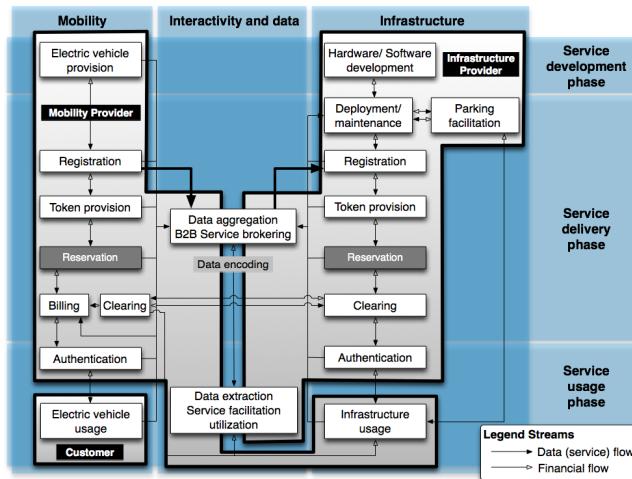 Mobility
Interactivity and data
Infrastructure
Electric vehicle
provision
Hardware/ Software
development
Infrastructure
Provider
Service
development
phase
Mobility Provider
Deployment/
maintenance
Parking
facilitation
Registration
Registration
Token provision
Token provision
Data aggregation
B2B Service brokering
Service
delivery
phase
Reservation
Data encoding
Reservation
Billing
Clearing
Clearing
Authentication
Authentication
Service
usage
phase
Electric vehicle
usage
Data extraction
Service facilitation
utilization
Infrastructure
usage
Customer
Legend Streams
Data (service) flow
Financial flow